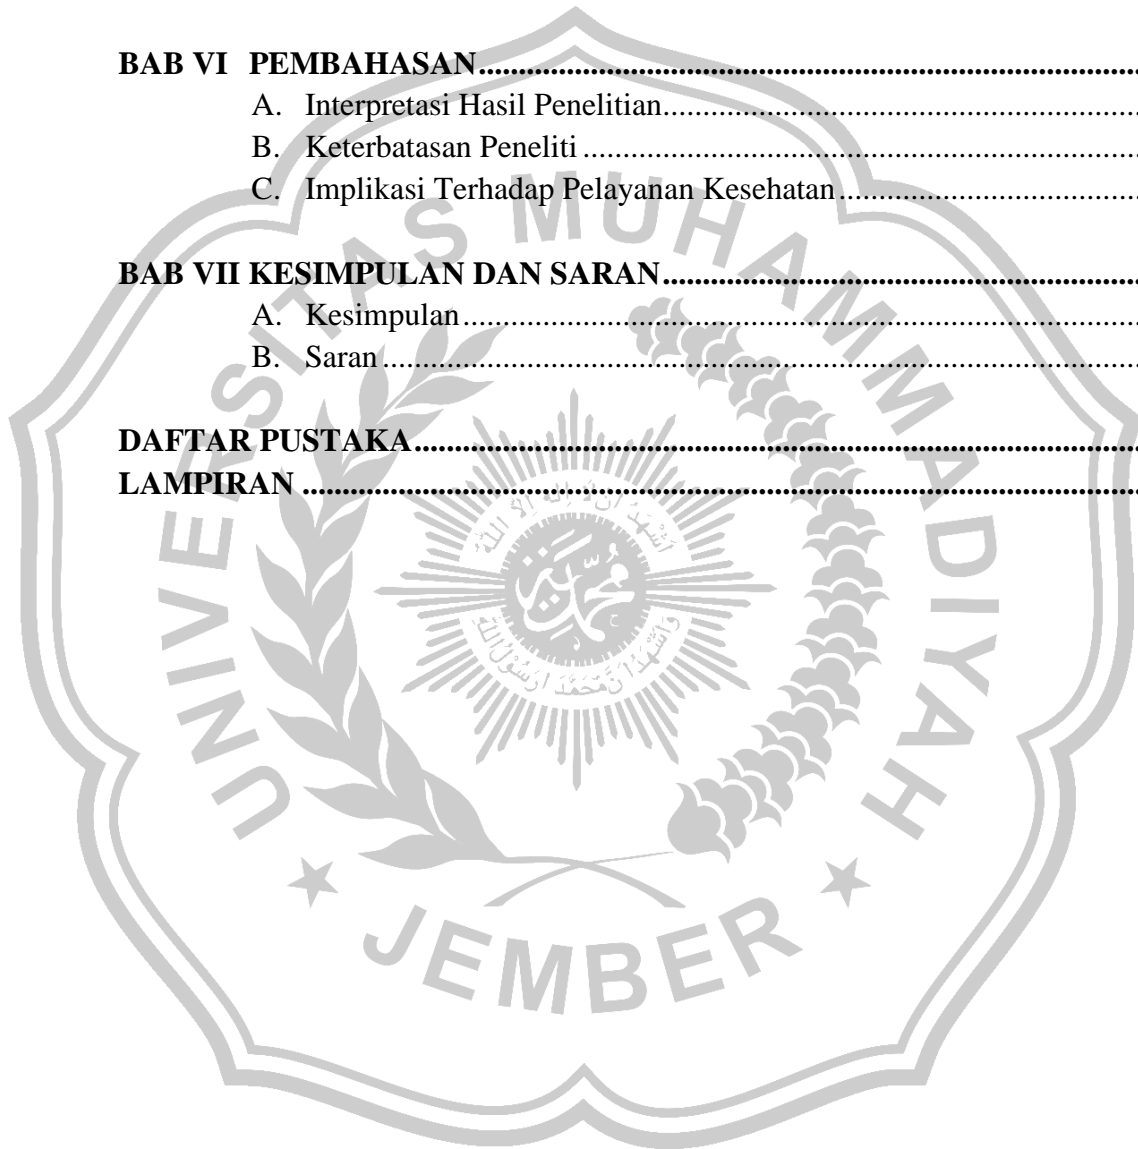 BAB VI PEMBAHASAN........................................................................
A. Interpretasi Hasil Penelitian............................................................
B. Keterbatasan Peneliti......................................................................
C. Implikasi Terhadap Pelayanan Kesehatan......................................
BAB VII KESIMPULAN DAN SARAN.................................................
A. Kesimpulan.....................................................................................
B. Saran...............................................................................................
DAFTAR PUSTAKA............................................................................
LAMPIRAN..........................................................................................
UNIVERSITAS MUHAMMADIYAH
JEMBER